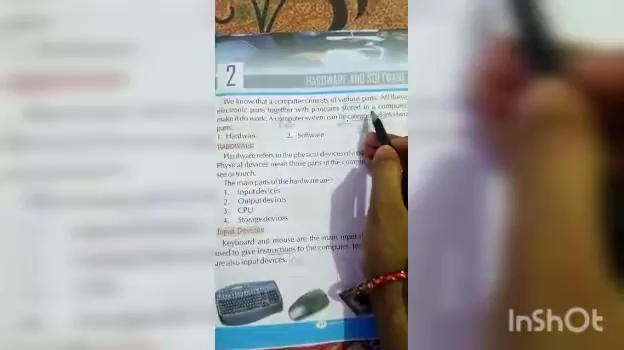 2
HARDWARE AND SOFTWARE
We know that a computer consists of various parts. All these
electronic parts together with programs stored in a computer
make it do work. A computer system can be categor
parts.
1. Hardware 2. Software
HARDWARE
Hardware refers to the physical devices of a
Physical devices mean those parts of the compu
see or touch.
The main parts of the hardware are:
1. Input devices
2. Output devices
3. CPU
4. Storage devices
Input Devices
Keyboard and mouse are the main input
used to give instructions to the computer.
are also input devices.
InShOt